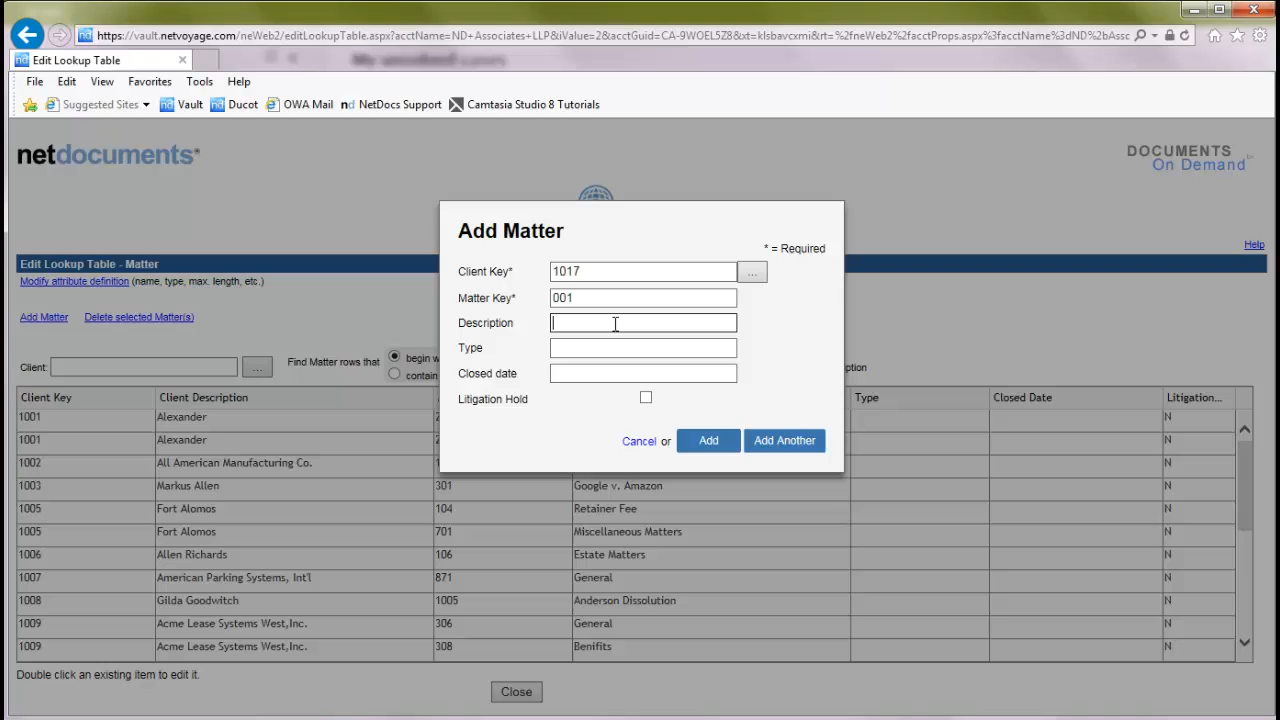 https://vault.netvoyage.com/neWeb2/editLookupTable.aspx?acctName=ND+Associates+LLP&iValue=2&acctGuid=CA-9WOEL5Z8&xt=klsbavcxmi&rt=%2fneWeb2%2facctProps.aspx%3facctName%3dND%2bAssc
Edit Lookup Table
File Edit View Favorites Tools Help
Suggested Sites Vault Ducot OWA Mail nd NetDocs Support Camtasia Studio 8 Tutorials
netdocuments
DOCUMENTS
On Demand
Help
Edit Lookup Table - Matter
Modify attribute definition (name, type, max. length, etc.)
Add Matter Delete selected Matter(s)
Client: ... Find Matter rows that begin w
contain
ption
Add Matter
* = Required
Client Key* 1017 ...
Matter Key* 001
Description
Type
Closed date
Litigation Hold
Cancel or Add Add Another
Client Key Client Description Type Closed Date Litigation...
1001 Alexander N
1001 Alexander N
1002 All American Manufacturing Co. N
1003 Markus Allen 301 Google v. Amazon N
1005 Fort Alomos 104 Retainer Fee N
1005 Fort Alomos 701 Miscellaneous Matters N
1006 Allen Richards 106 Estate Matters N
1007 American Parking Systems, Int'l 871 General N
1008 Gilda Goodwitch 1005 Anderson Dissolution N
1009 Acme Lease Systems West,Inc. 306 General N
1009 Acme Lease Systems West,Inc. 308 Benifits N
Double click an existing item to edit it.
Close